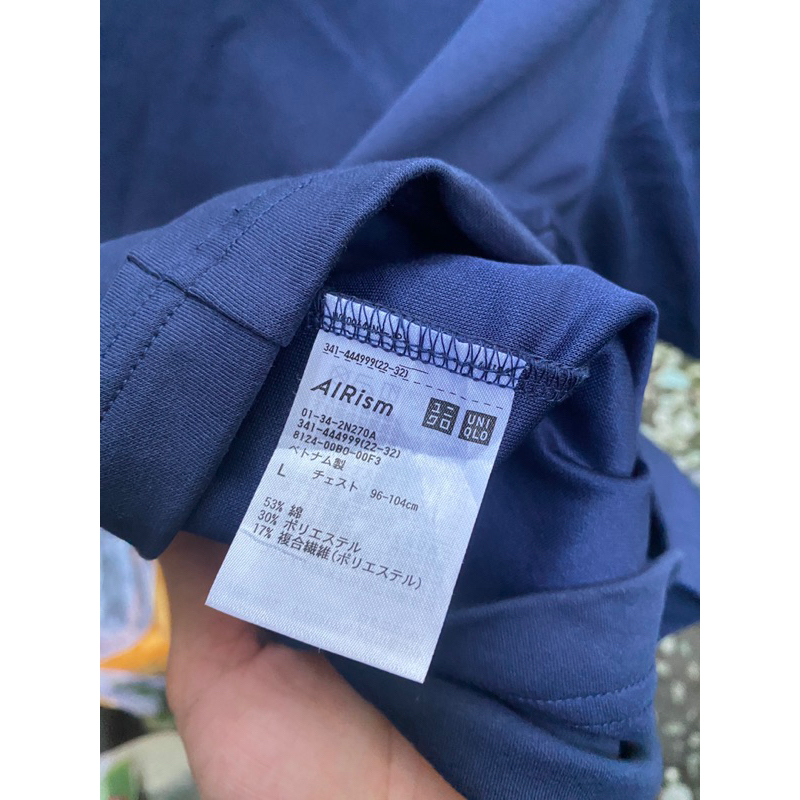 341-444999(22-32)
AIRism
ユニクロ
UNIQLO
01-34-2N270A
341-444999(22-32)
8124-00B0-00F3
ベトナム製
L チェスト 96-104cm
53% 綿
30% ポリエステル
17% 複合繊維(ポリエステル)